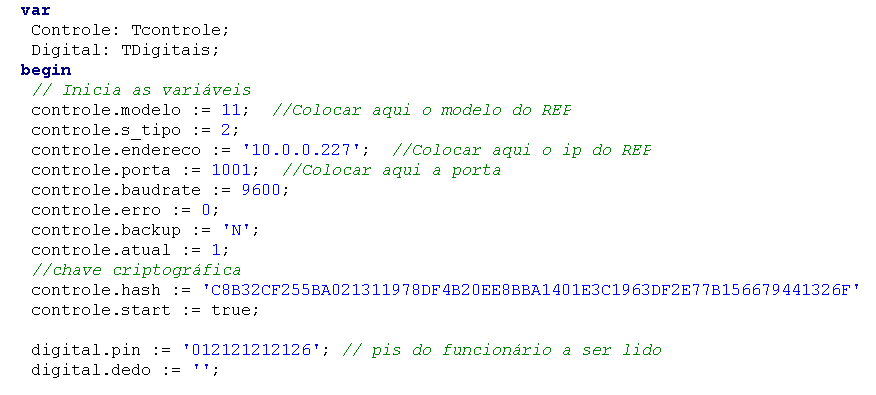 var
Controle: Tcontrole;
Digital: TDigitais;
begin
// Inicia as variáveis
controle.modelo := 11;  //Colocar aqui o modelo do REP
controle.s_tipo := 2;
controle.endereco := '10.0.0.227';  //Colocar aqui o ip do REP
controle.porta := 1001;  //Colocar aqui a porta
controle.baudrate := 9600;
controle.erro := 0;
controle.backup := 'N';
controle.atual := 1;
//chave criptográfica
controle.hash := 'C8B32CF255BA021311978DF4B20EE8BBA1401E3C1963DF2E77B156679441326F'
controle.start := true;
digital.pin := '012121212126'; // pis do funcionário a ser lido
digital.dedo := '';